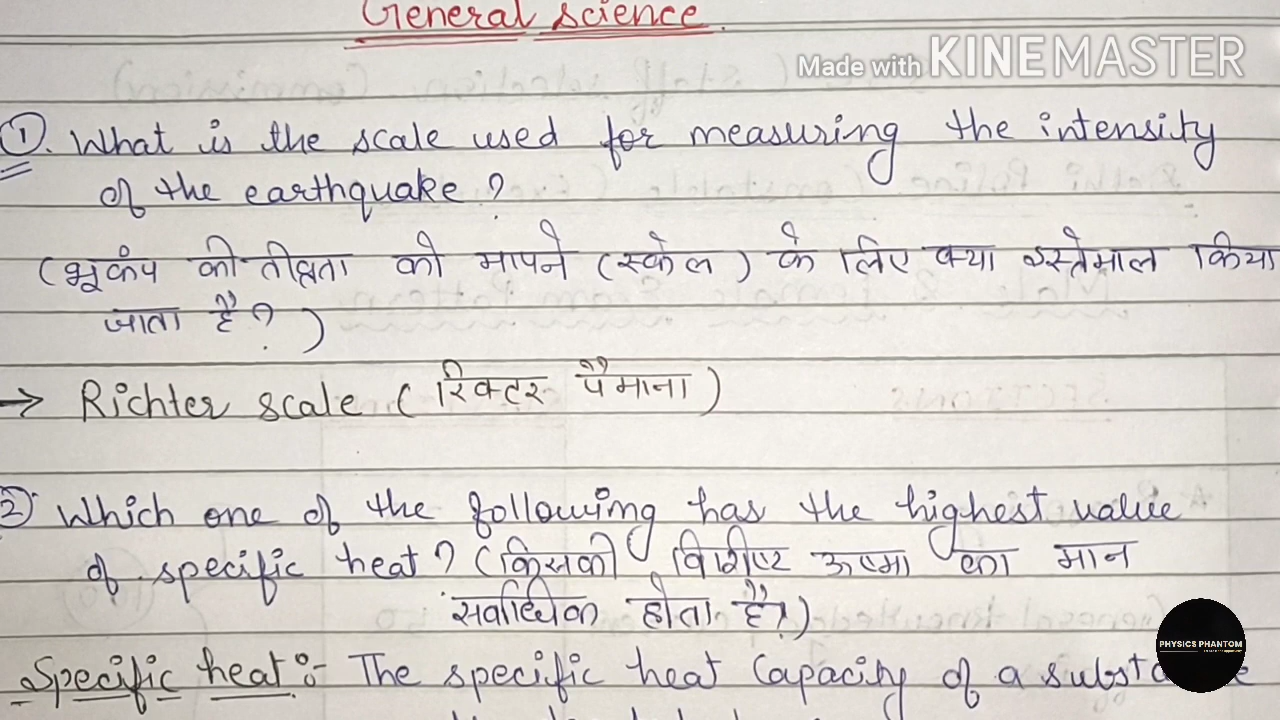 General science
Made with KINEMASTER
①. What is the scale used for measuring the intensity
of the earthquake ?
(भूकंप की तीव्रता को मापने (स्केल) के लिए क्या इस्तेमाल किया
जाता है ? )
→ Richter scale ( रिक्टर पैमाना )
② Which one of the following has the highest value
of specific heat ? (किसकी विशिष्ट ऊष्मा का मान
सर्वाधिक होता है ?)
PHYSICS PHANTOM
Specific heat :- The specific heat capacity of a substance